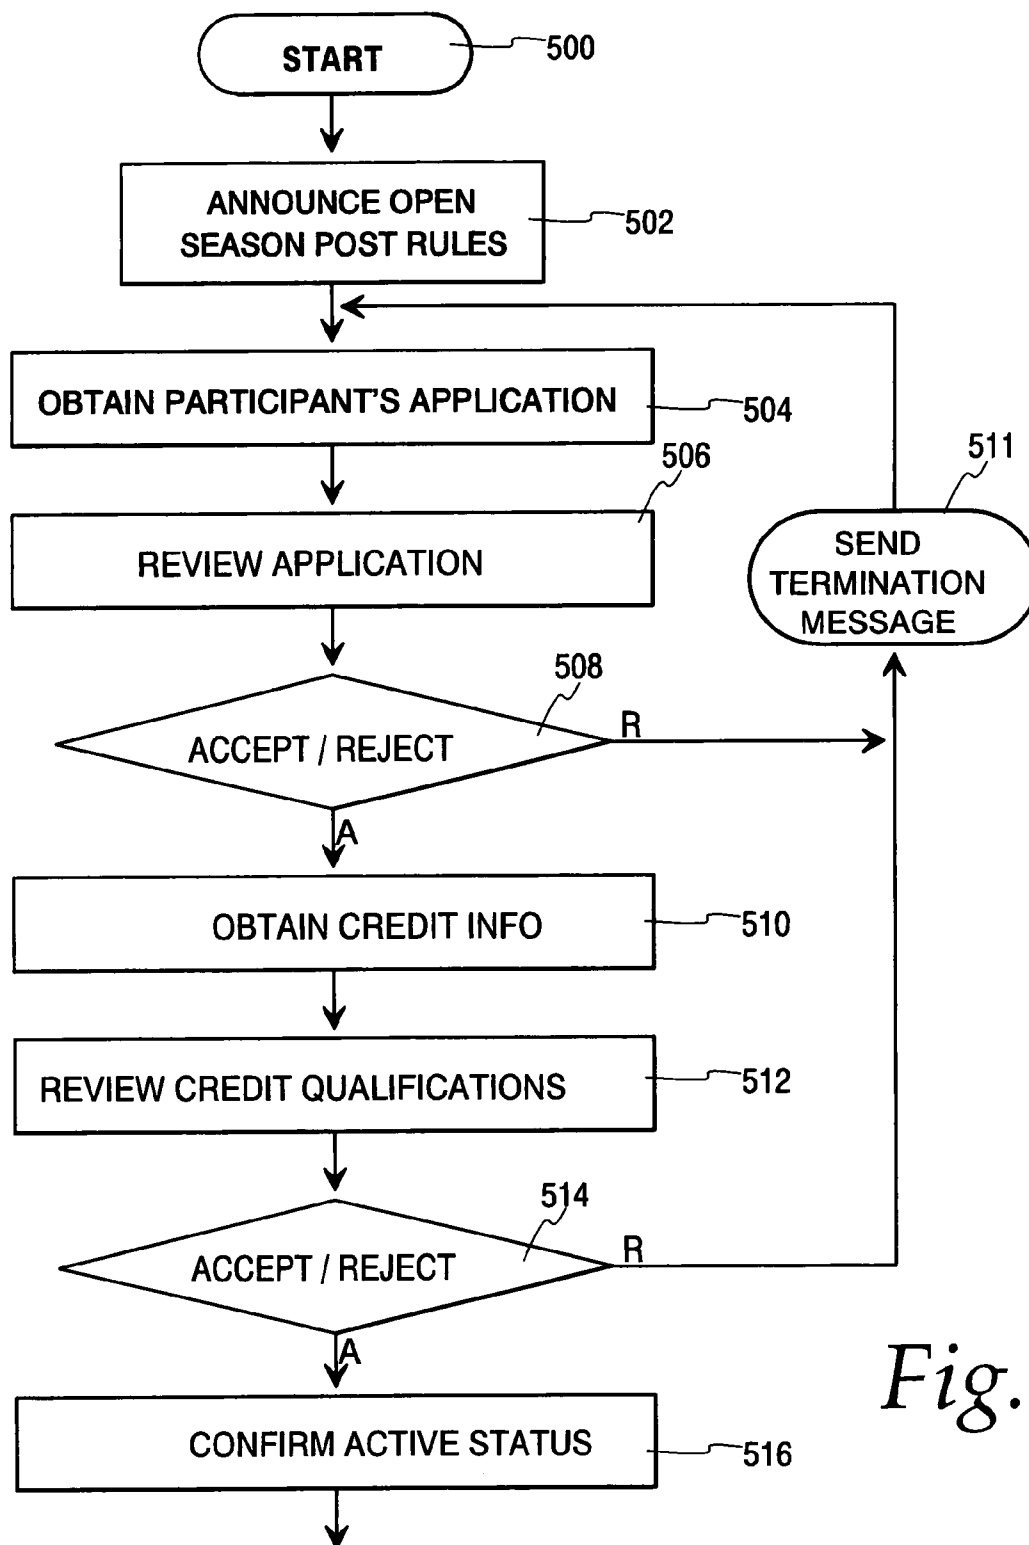 START
500
ANNOUNCE OPEN
SEASON POST RULES
502
OBTAIN PARTICIPANT'S APPLICATION
504
506
REVIEW APPLICATION
511
SEND
TERMINATION
MESSAGE
508
ACCEPT / REJECT
R
A
OBTAIN CREDIT INFO
510
REVIEW CREDIT QUALIFICATIONS
512
514
ACCEPT / REJECT
R
A
Fig.
CONFIRM ACTIVE STATUS
516